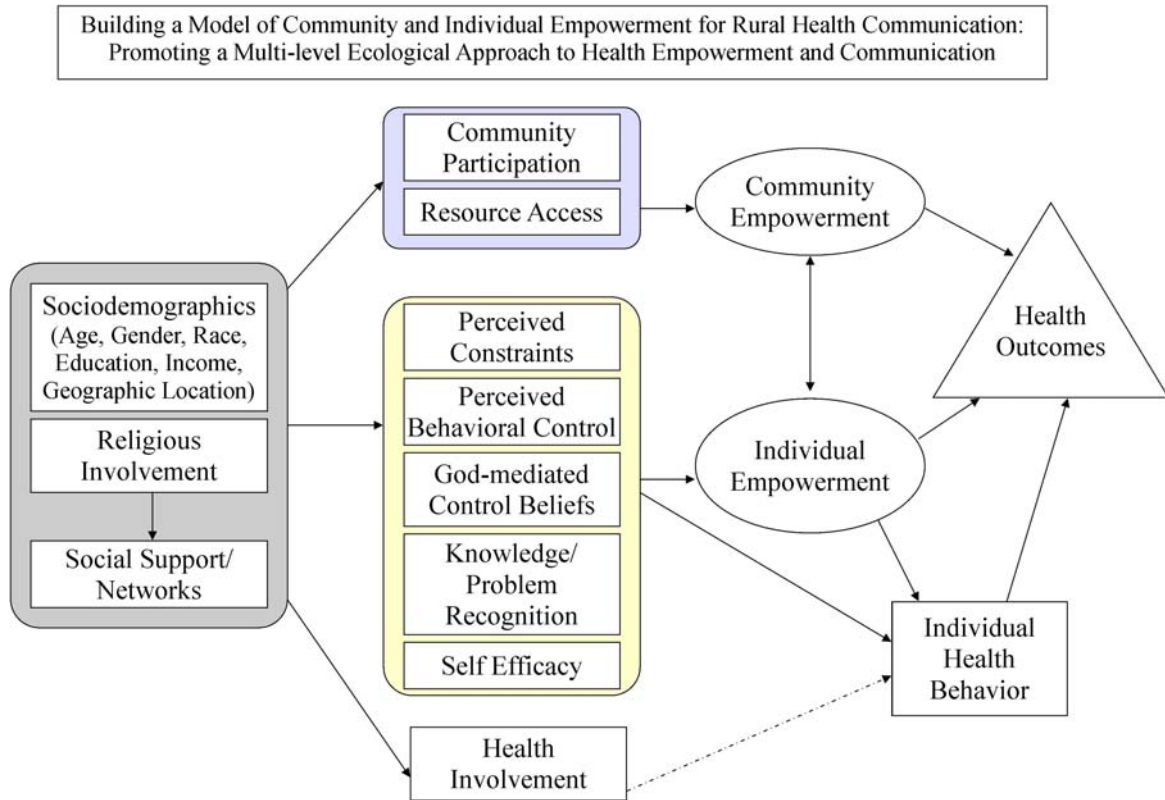 Building a Model of Community and Individual Empowerment for Rural Health Communication:
Promoting a Multi-level Ecological Approach to Health Empowerment and Communication
Sociodemographics
(Age, Gender, Race,
Education, Income,
Geographic Location)
Religious
Involvement
Social Support/
Networks
Community
Participation
Resource Access
Perceived
Constraints
Perceived
Behavioral Control
God-mediated
Control Beliefs
Knowledge/
Problem
Recognition
Self Efficacy
Health
Involvement
Community
Empowerment
Individual
Empowerment
Individual
Health
Behavior
Health
Outcomes